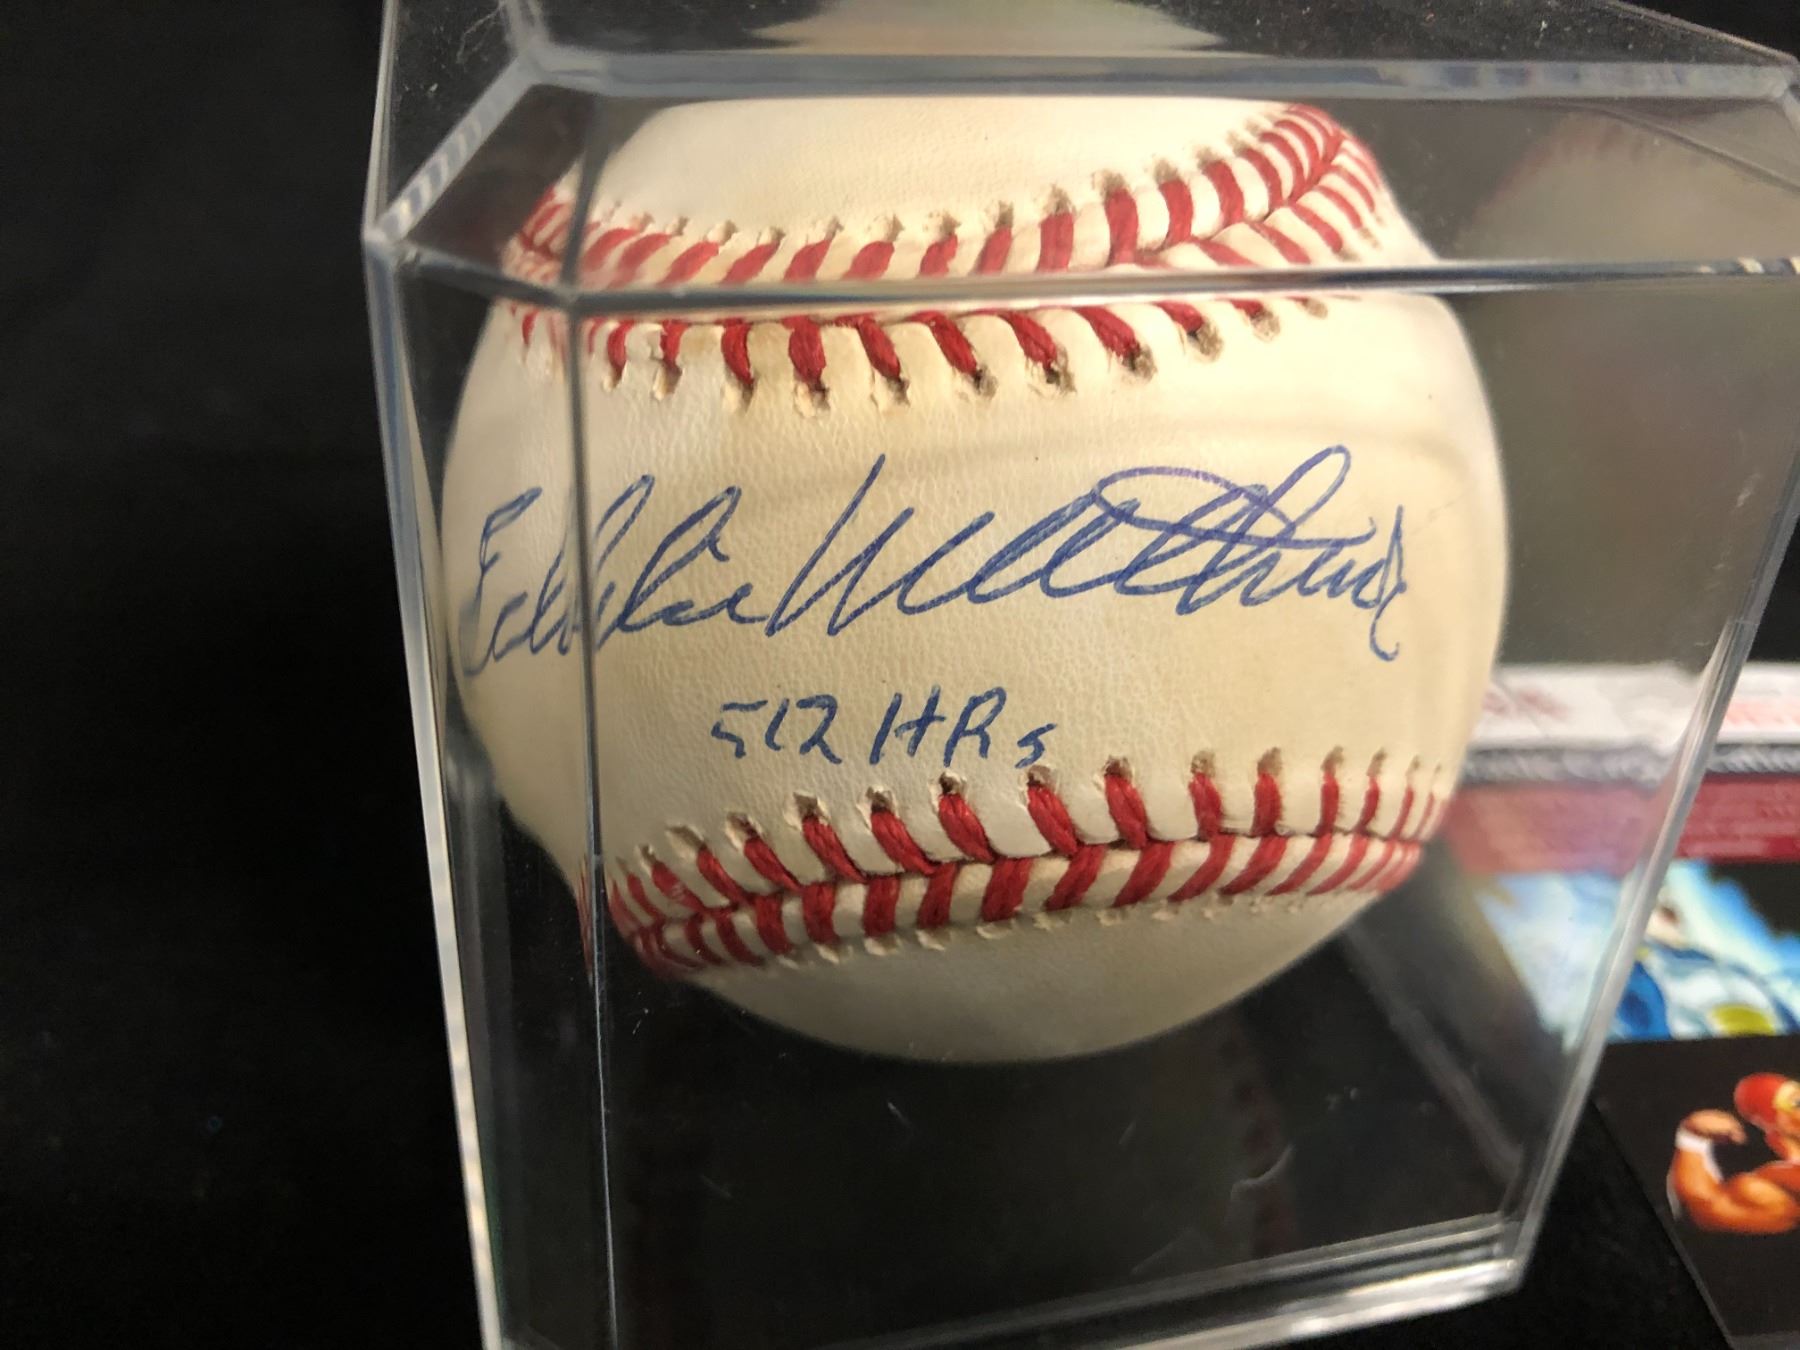 Eddie Mathews
512 HRs